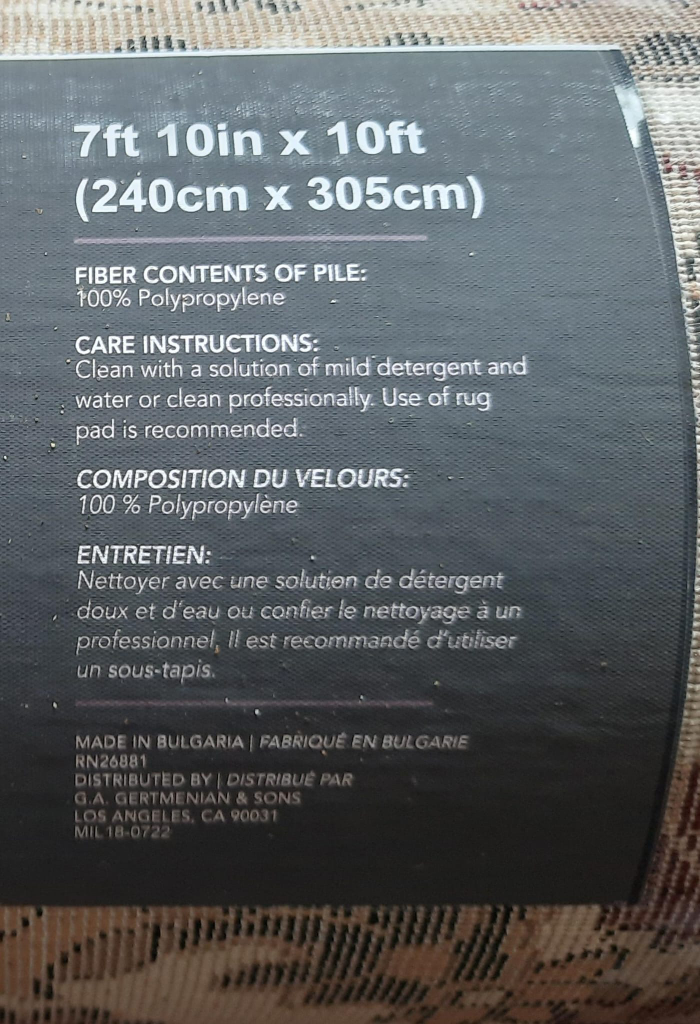 7ft 10in x 10ft
(240cm x 305cm)
FIBER CONTENTS OF PILE:
100% Polypropylene
CARE INSTRUCTIONS:
Clean with a solution of mild detergent and
water or clean professionally. Use of rug
pad is recommended.
COMPOSITION DU VELOURS:
100 % Polypropylène
ENTRETIEN:
Nettoyer avec une solution de détergent
doux et d'eau ou confier le nettoyage à un
professionnel. Il est recommandé d'utiliser
un sous-tapis.
MADE IN BULGARIA | FABRIQUÉ EN BULGARIE
RN26881
DISTRIBUTED BY | DISTRIBUÉ PAR
G.A. GERTMENIAN & SONS
LOS ANGELES, CA 90031
MIL18-0722